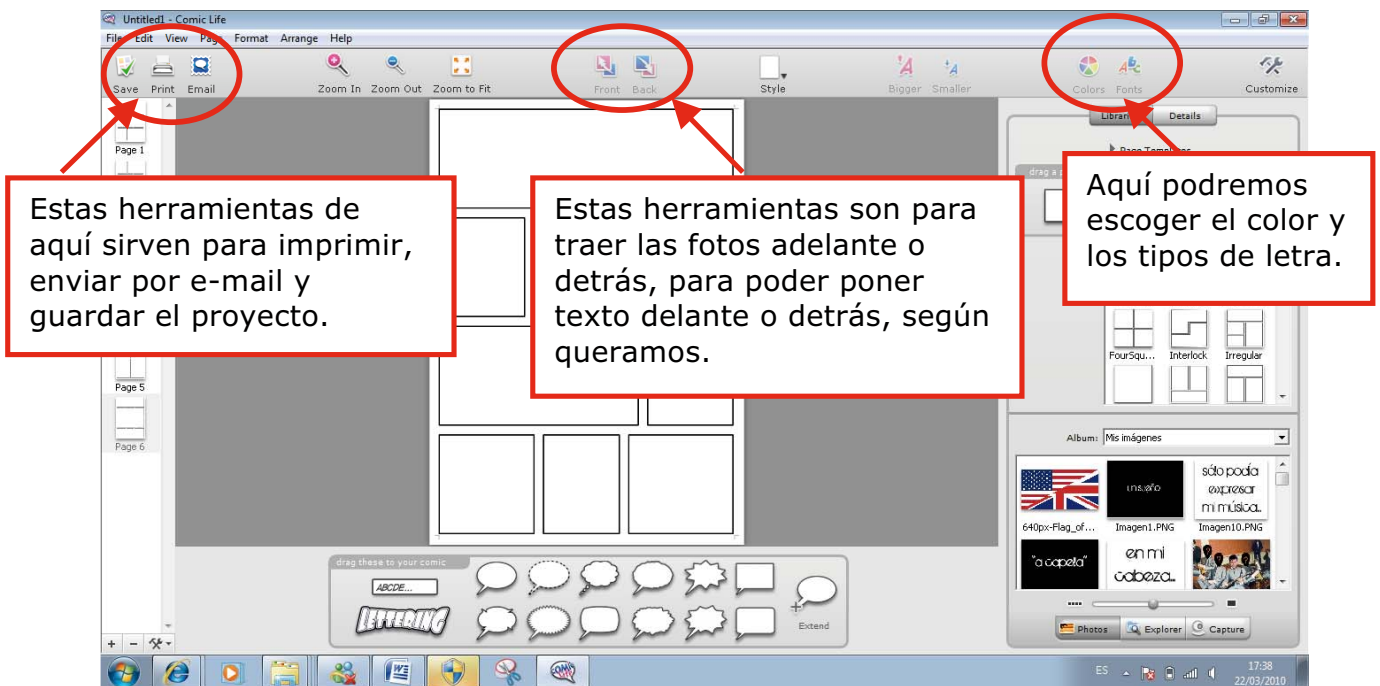 Untitled1 - Comic Life
File Edit View Page Format Arrange Help
Save Print Email Zoom In Zoom Out Zoom to Fit Front Back Style Bigger Smaller Colors Fonts Customize
Details
Page 1
Page Templates
drag a
Estas herramientas de
aquí sirven para imprimir,
enviar por e-mail y
guardar el proyecto.
Estas herramientas son para
traer las fotos adelante o
detrás, para poder poner
texto delante o detrás, según
queramos.
Aquí podremos
escoger el color y
los tipos de letra.
FourSqu... Interlock Irregular
Page 5
Page 6
Album: Mis imágenes
sólo podía
expresar
mi música.
un sueño
640px-Flag_of... Imagen1.PNG Imagen10.PNG
"a capela"
en mi
cabeza.
drag these to your comic
ABCDE...
LETTERING
Extend
Photos Explorer Capture
ES
17:38
22/03/2010